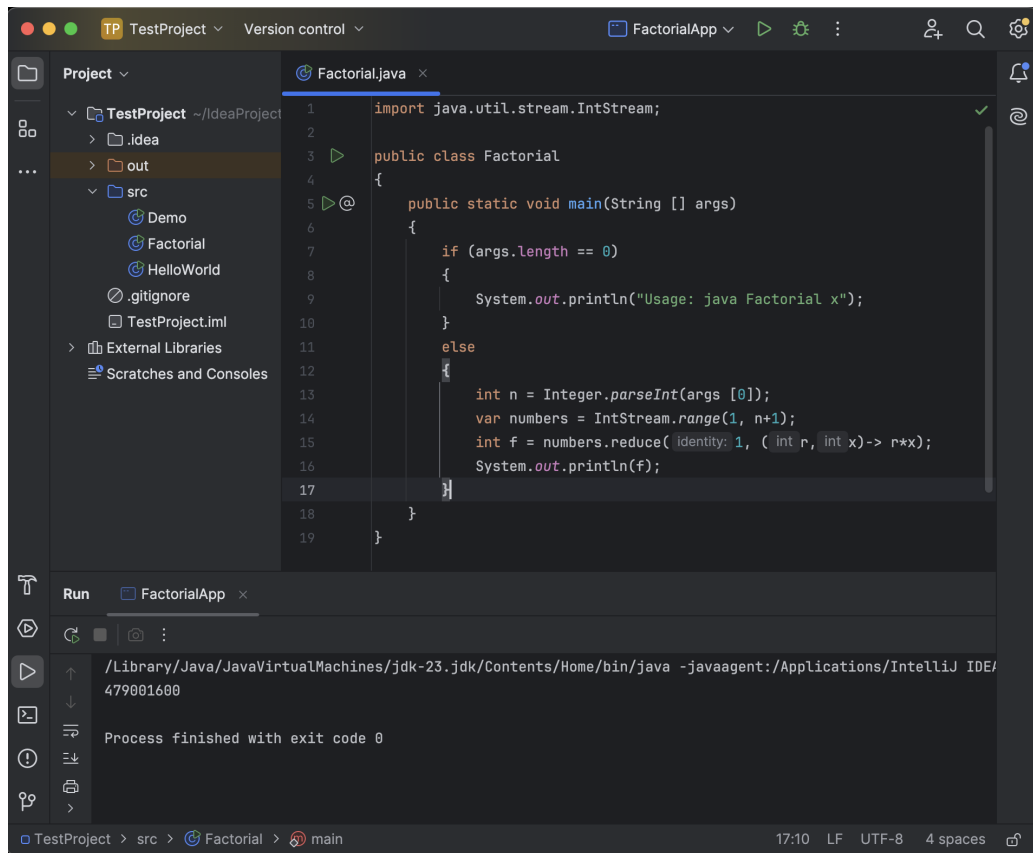 TP TestProject Version control FactorialApp
Project
Factorial.java
TestProject ~/IdeaProject
.idea
out
src
Demo
Factorial
HelloWorld
.gitignore
TestProject.iml
External Libraries
Scratches and Consoles
1 import java.util.stream.IntStream;
2
3 public class Factorial
4 {
5 @ public static void main(String [] args)
6 {
7 if (args.length == 0)
8 {
9 System.out.println("Usage: java Factorial x");
10 }
11 else
12 {
13 int n = Integer.parseInt(args [0]);
14 var numbers = IntStream.range(1, n+1);
15 int f = numbers.reduce( identity: 1, ( int r, int x)-> r*x);
16 System.out.println(f);
17 }
18 }
19 }
Run FactorialApp
/Library/Java/JavaVirtualMachines/jdk-23.jdk/Contents/Home/bin/java -javaagent:/Applications/IntelliJ IDEA
479001600
Process finished with exit code 0
TestProject > src > Factorial > main 17:10 LF UTF-8 4 spaces